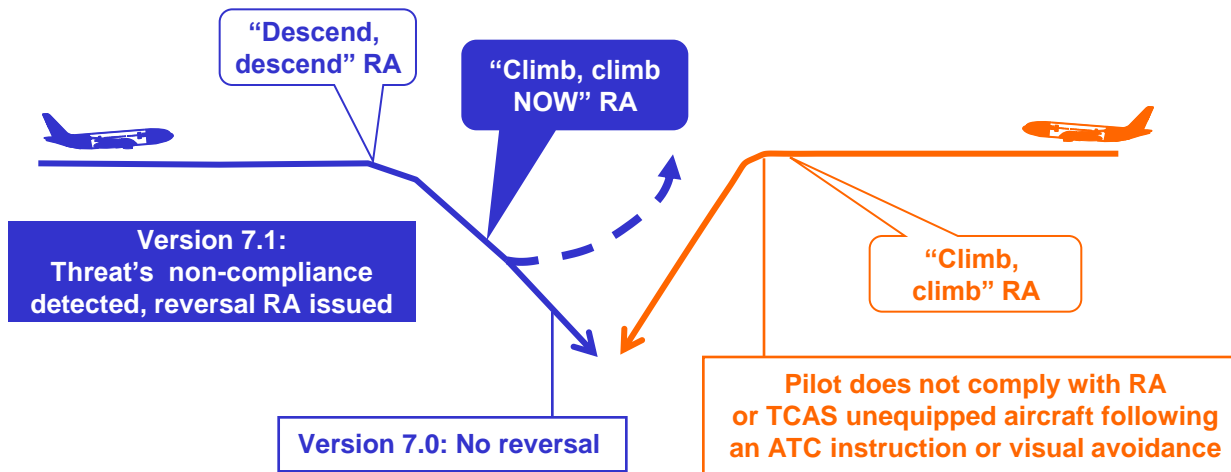 “Descend,
descend” RA
“Climb, climb
NOW” RA
Version 7.1:
Threat’s  non-compliance
detected, reversal RA issued
“Climb,
climb” RA
Version 7.0: No reversal
Pilot does not comply with RA
or TCAS unequipped aircraft following
an ATC instruction or visual avoidance